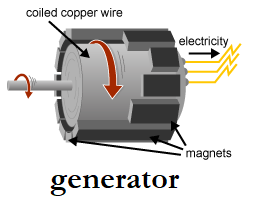 coiled copper wire
electricity
magnets
generator